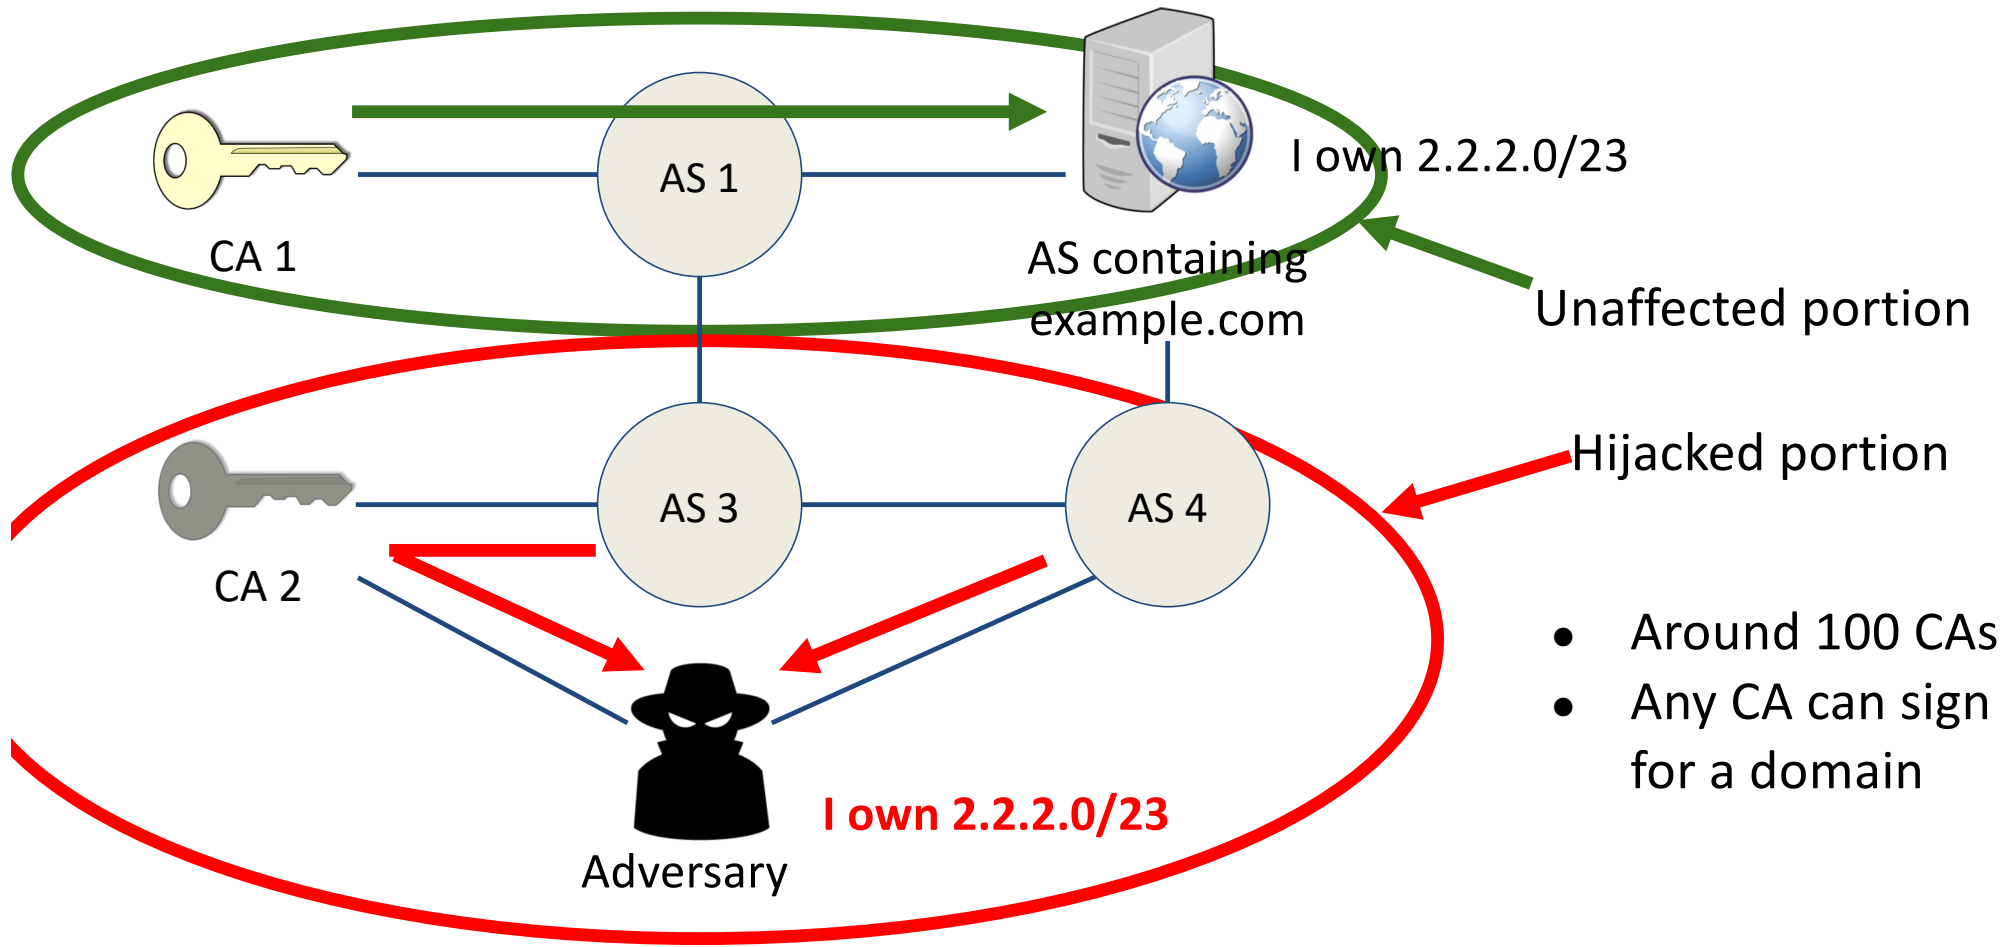 AS 1
I own 2.2.2.0/23
CA 1
AS containing
example.com
Unaffected portion
Hijacked portion
AS 3
AS 4
CA 2
● Around 100 CAs
● Any CA can sign
for a domain
I own 2.2.2.0/23
Adversary